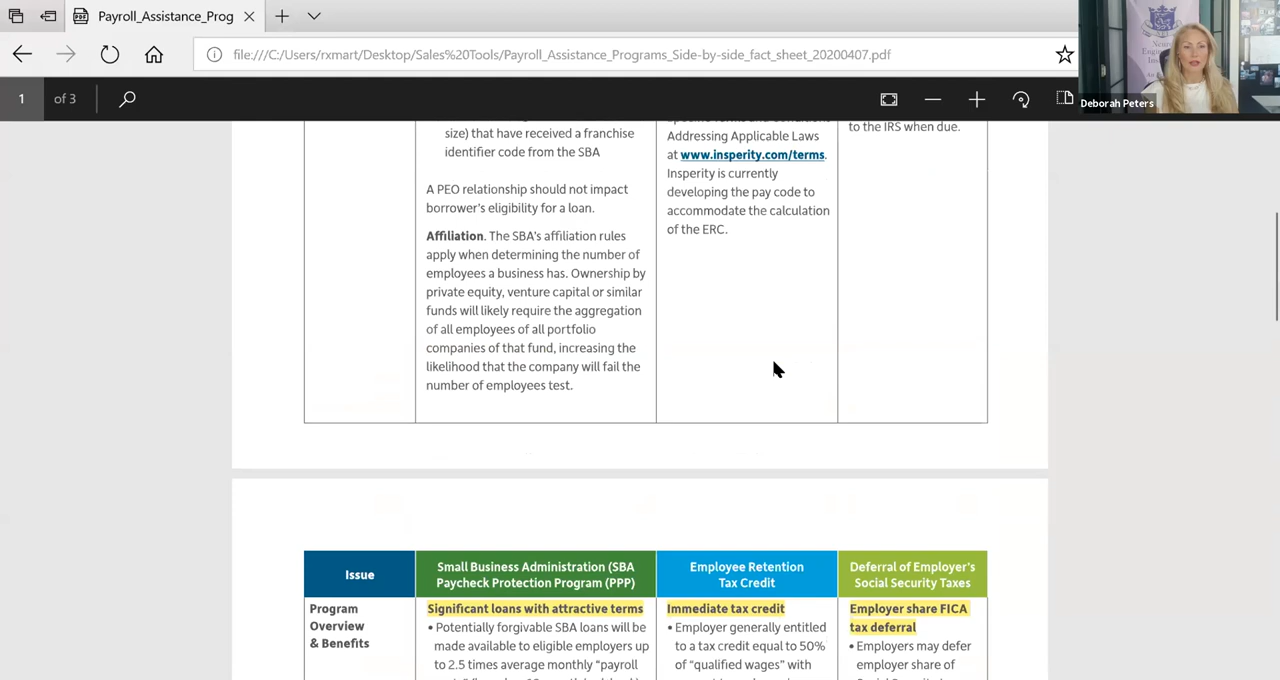 Payroll_Assistance_Prog
file:///C:/Users/rxmart/Desktop/Sales%20Tools/Payroll_Assistance_Programs_Side-by-side_fact_sheet_20200407.pdf
1 of 3
Deborah Peters
size) that have received a franchise
identifier code from the SBA
A PEO relationship should not impact
borrower's eligibility for a loan.
Affiliation. The SBA's affiliation rules
apply when determining the number of
employees a business has. Ownership by
private equity, venture capital or similar
funds will likely require the aggregation
of all employees of all portfolio
companies of that fund, increasing the
likelihood that the company will fail the
number of employees test.
Addressing Applicable Laws
at www.insperity.com/terms.
Insperity is currently
developing the pay code to
accommodate the calculation
of the ERC.
to the IRS when due.
Issue
Small Business Administration (SBA
Paycheck Protection Program (PPP)
Employee Retention
Tax Credit
Deferral of Employer's
Social Security Taxes
Program
Overview
& Benefits
Significant loans with attractive terms
• Potentially forgivable SBA loans will be
made available to eligible employers up
to 2.5 times average monthly "payroll
Immediate tax credit
• Employer generally entitled
to a tax credit equal to 50%
of "qualified wages" with
Employer share FICA
tax deferral
• Employers may defer
employer share of